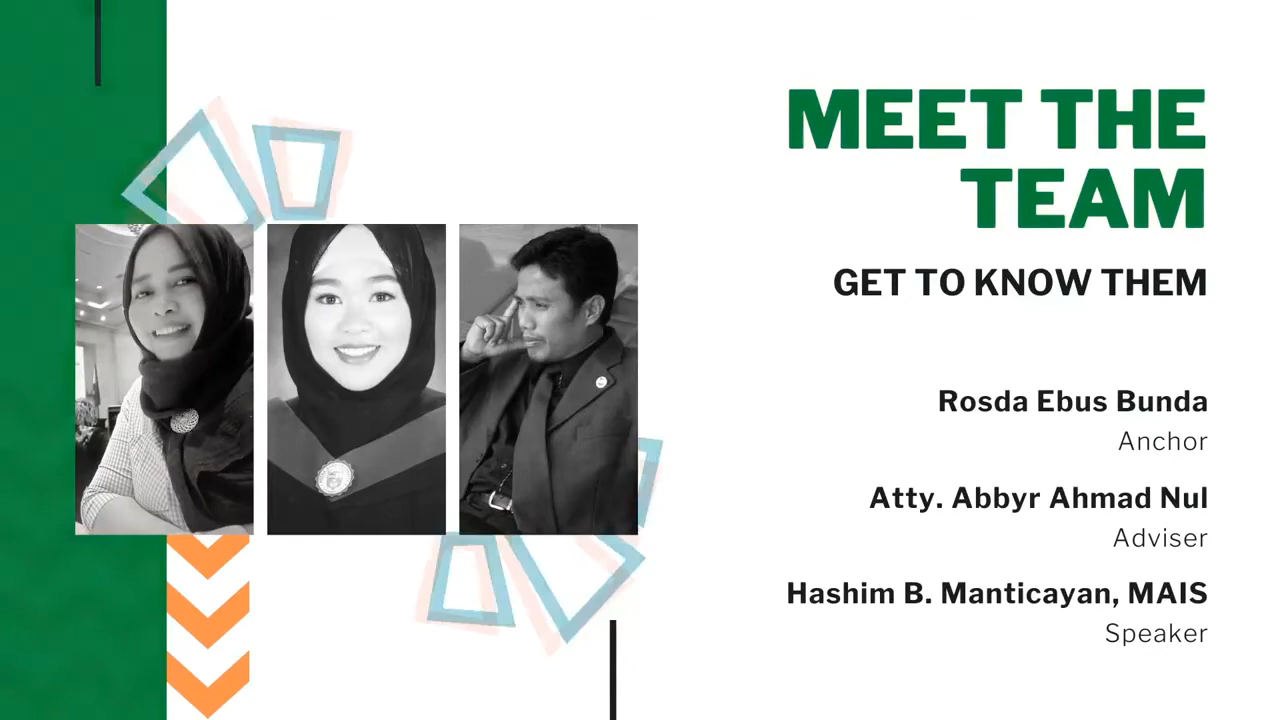 MEET THE
TEAM
GET TO KNOW THEM
Rosda Ebus Bunda
Anchor
Atty. Abbyr Ahmad Nul
Adviser
Hashim B. Manticayan, MAIS
Speaker